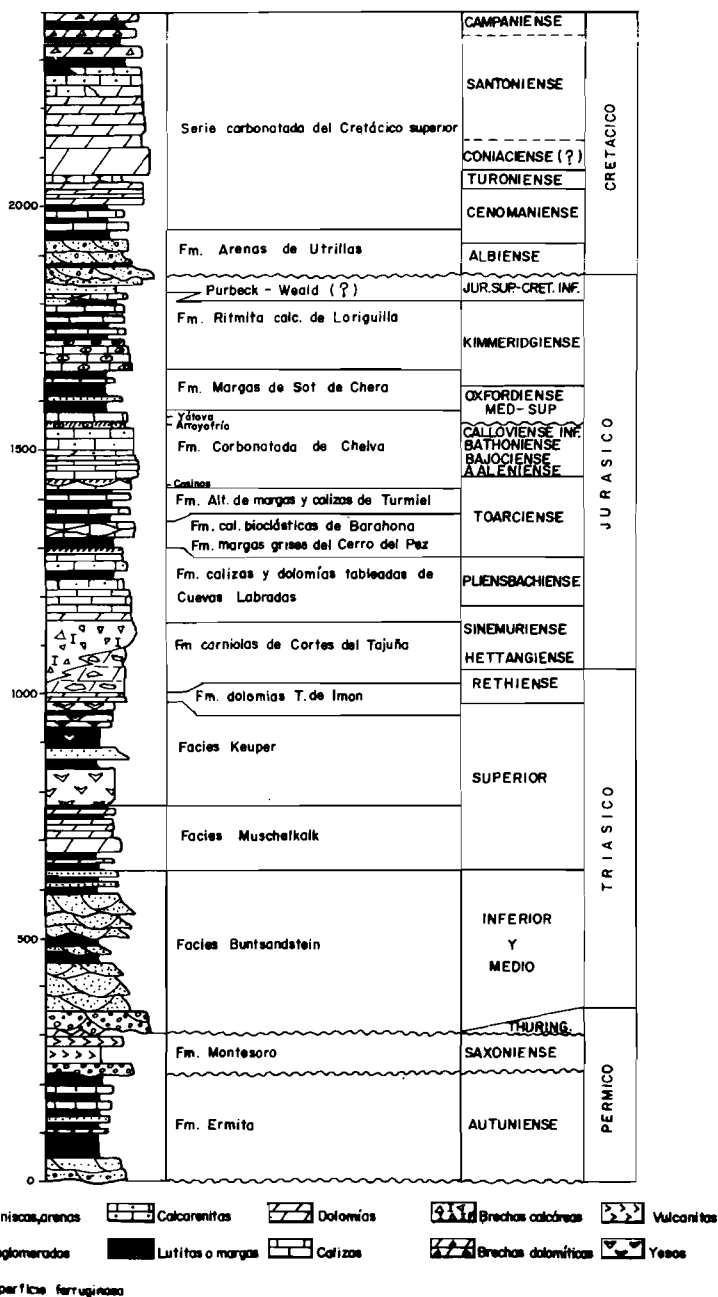 CAMPANIENSE
SANTONIENSE
Serie carbonatada del Cretácico superior
CONIACIENSE (?)
TURONIENSE
2000
CENOMANIENSE
CRETACICO
Fm. Arenas de Utrillas
ALBIENSE
Purbeck - Weald (?)
JUR.SUP-CRET. INF.
Fm. Ritmita calc. de Loriguilla
KIMMERIDGIENSE
Fm. Margas de Sot de Chera
OXFORDIENSE
MED-SUP
Yátova
Arroyofrío
CALLOVIENSE INF.
1500
Fm. Carbonatada de Chelva
BATHONIENSE
BAJOCIENSE
AALENIENSE
Casinos
Fm. Alt. de margas y calizas de Turmiel
TOARCIENSE
JURASICO
Fm. cal. bioclásticas de Barahona
Fm. margas grises del Cerro del Pez
Fm. calizas y dolomías tableadas de
Cuevas Labradas
PLIENSBACHIENSE
SINEMURIENSE
Fm carniolas de Cortes del Tajuña
HETTANGIENSE
1000
RETHIENSE
Fm. dolomías T. de Imon
Facies Keuper
SUPERIOR
Facies Muschelkalk
TRIASICO
INFERIOR
Y
MEDIO
500
Facies Buntsandstein
THURING.
Fm. Montesoro
SAXONIENSE
Fm. Ermita
AUTUNIENSE
PERMICO
0
niscas,arenas
Calcarenitas
Dolomías
Brechas calcáreas
Vulcanitas
nglomerados
Lutitas o margas
Calizas
Brechas dolomíticas
Yesos
perficie ferruginosa